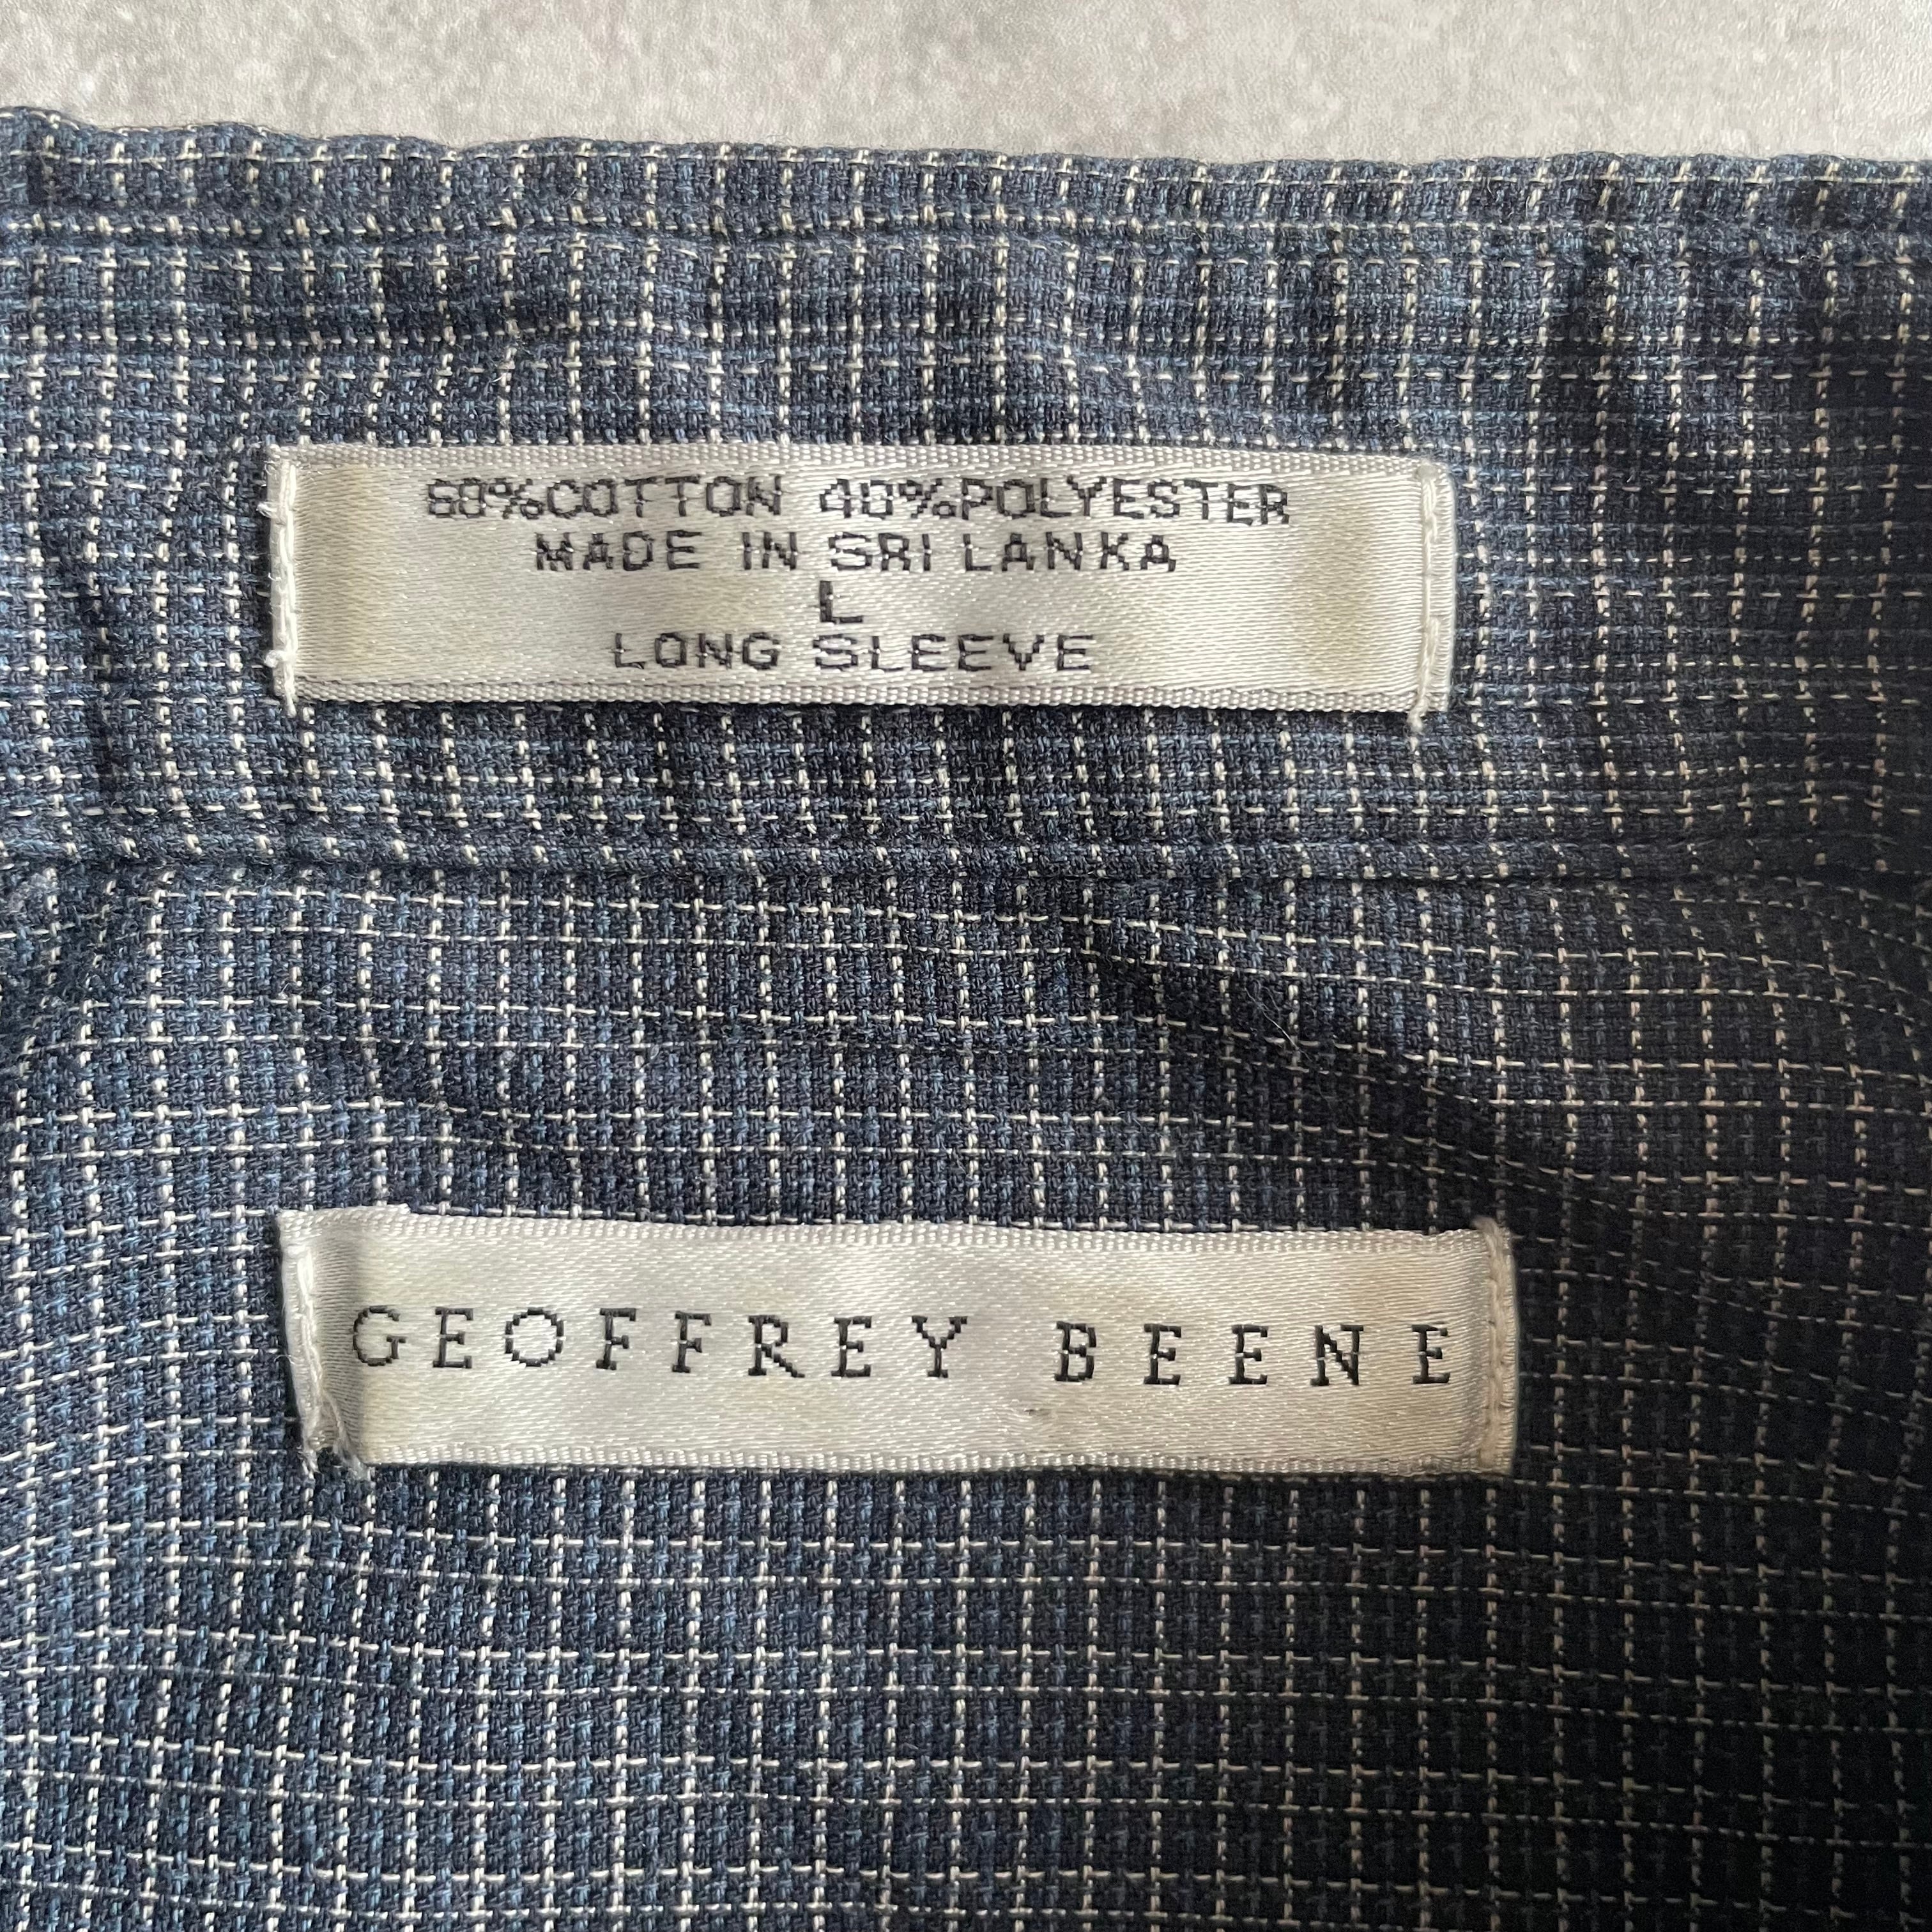 60%COTTON 40%POLYESTER
MADE IN SRI LANKA
L
LONG SLEEVE
GEOFFREY BEENE